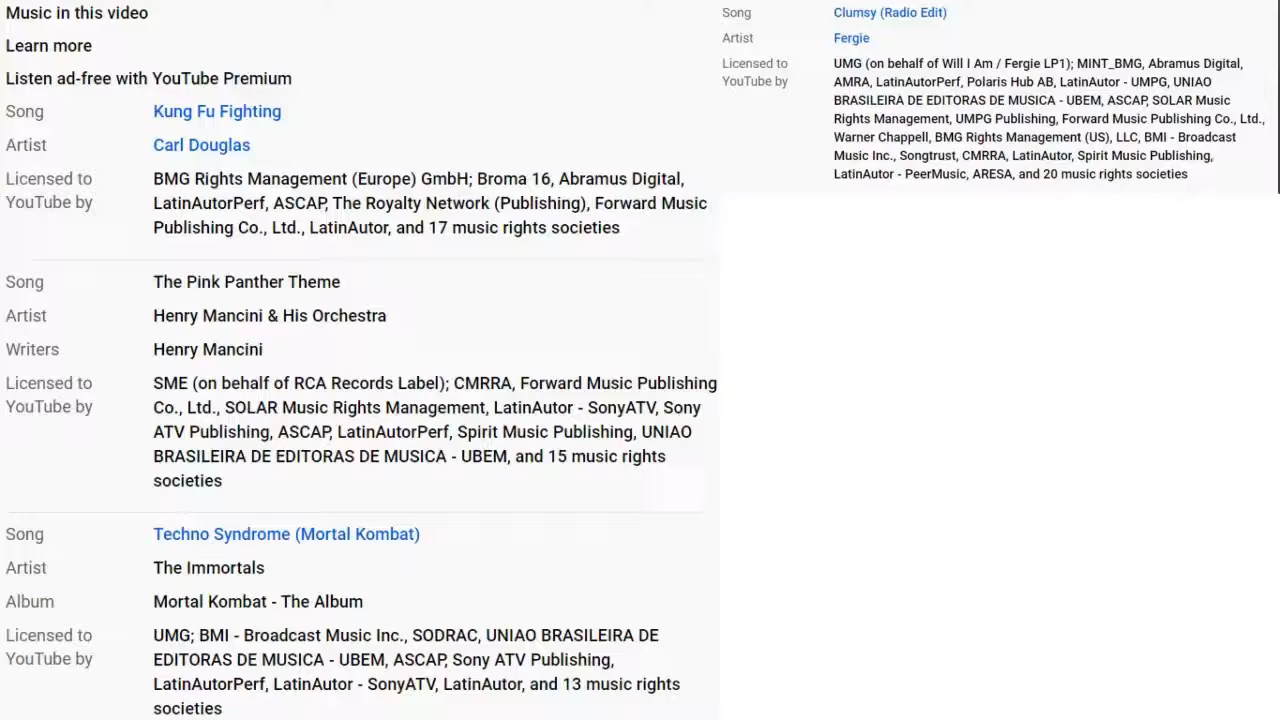 Music in this video
Learn more
Listen ad-free with YouTube Premium
Song Kung Fu Fighting
Artist Carl Douglas
Licensed to BMG Rights Management (Europe) GmbH; Broma 16, Abramus Digital,
YouTube by LatinAutorPerf, ASCAP, The Royalty Network (Publishing), Forward Music
Publishing Co., Ltd., LatinAutor, and 17 music rights societies
Song The Pink Panther Theme
Artist Henry Mancini & His Orchestra
Writers Henry Mancini
Licensed to SME (on behalf of RCA Records Label); CMRRA, Forward Music Publishing
YouTube by Co., Ltd., SOLAR Music Rights Management, LatinAutor - SonyATV, Sony
ATV Publishing, ASCAP, LatinAutorPerf, Spirit Music Publishing, UNIAO
BRASILEIRA DE EDITORAS DE MUSICA - UBEM, and 15 music rights
societies
Song Techno Syndrome (Mortal Kombat)
Artist The Immortals
Album Mortal Kombat - The Album
Licensed to UMG; BMI - Broadcast Music Inc., SODRAC, UNIAO BRASILEIRA DE
YouTube by EDITORAS DE MUSICA - UBEM, ASCAP, Sony ATV Publishing,
LatinAutorPerf, LatinAutor - SonyATV, LatinAutor, and 13 music rights
societies
Song Clumsy (Radio Edit)
Artist Fergie
Licensed to UMG (on behalf of Will I Am / Fergie LP1); MINT_BMG, Abramus Digital,
YouTube by AMRA, LatinAutorPerf, Polaris Hub AB, LatinAutor - UMPG, UNIAO
BRASILEIRA DE EDITORAS DE MUSICA - UBEM, ASCAP, SOLAR Music
Rights Management, UMPG Publishing, Forward Music Publishing Co., Ltd.,
Warner Chappell, BMG Rights Management (US), LLC, BMI - Broadcast
Music Inc., Songtrust, CMRRA, LatinAutor, Spirit Music Publishing,
LatinAutor - PeerMusic, ARESA, and 20 music rights societies